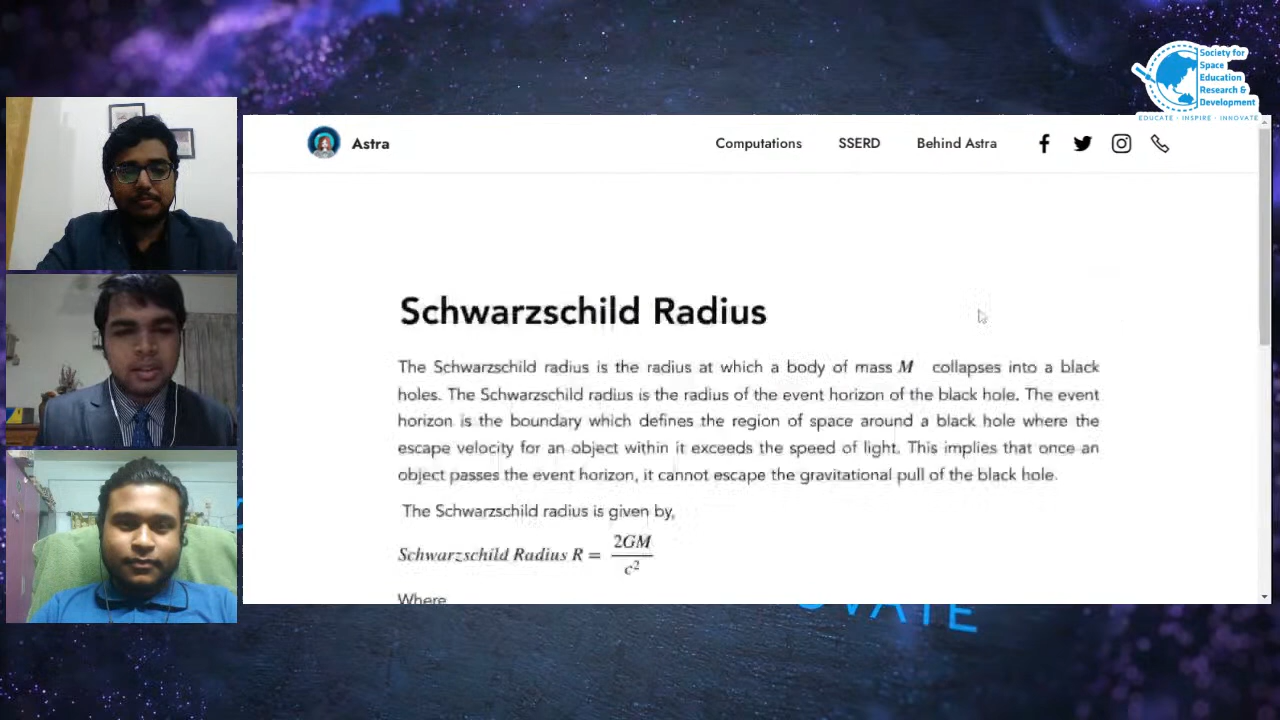 Society for
Space
Education
Research &
Development
EDUCATE · INSPIRE · INNOVATE
Astra
Computations
SSERD
Behind Astra
Schwarzschild Radius
The Schwarzschild radius is the radius at which a body of mass M collapses into a black
holes. The Schwarzschild radius is the radius of the event horizon of the black hole. The event
horizon is the boundary which defines the region of space around a black hole where the
escape velocity for an object within it exceeds the speed of light. This implies that once an
object passes the event horizon, it cannot escape the gravitational pull of the black hole.
The Schwarzschild radius is given by,
Schwarzschild Radius R = 2GM / c²
Where
OVATE